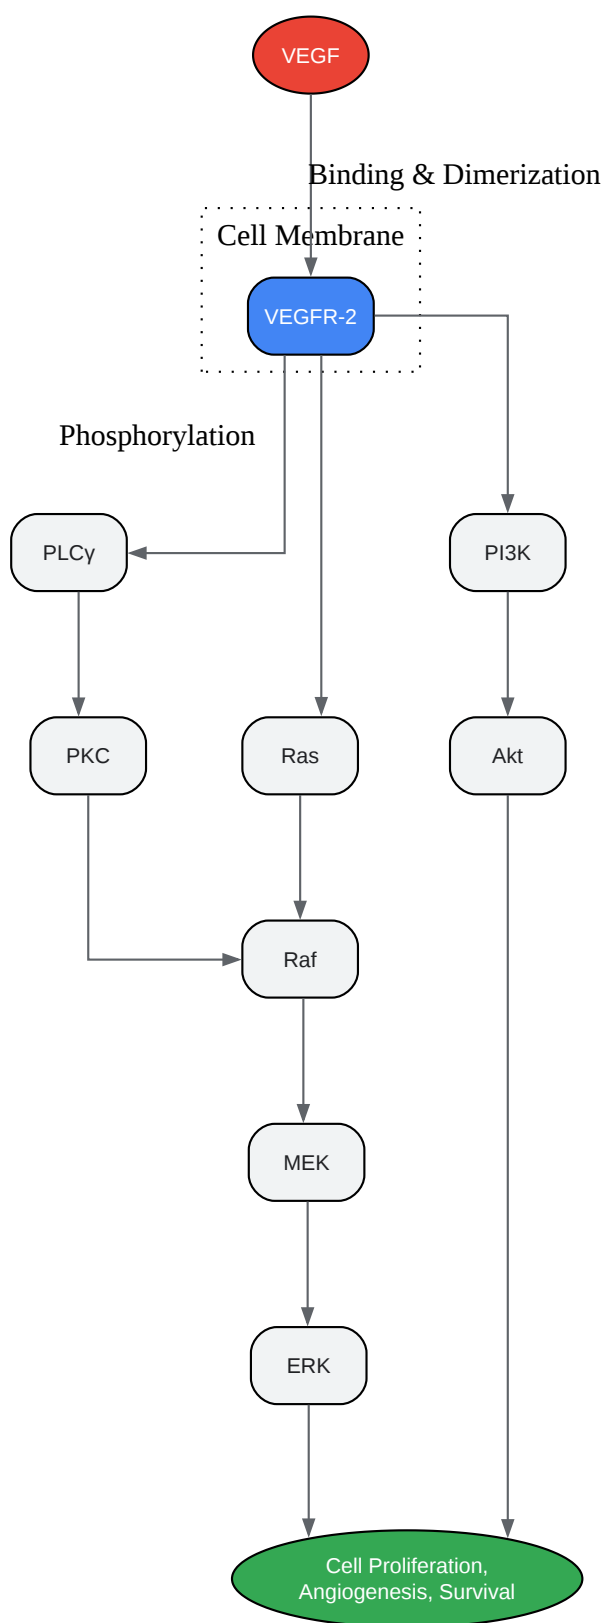 VEGF
Binding & Dimerization
Cell Membrane
VEGFR-2
Phosphorylation
PLCγ
PI3K
PKC
Ras
Akt
Raf
MEK
ERK
Cell Proliferation,
Angiogenesis, Survival